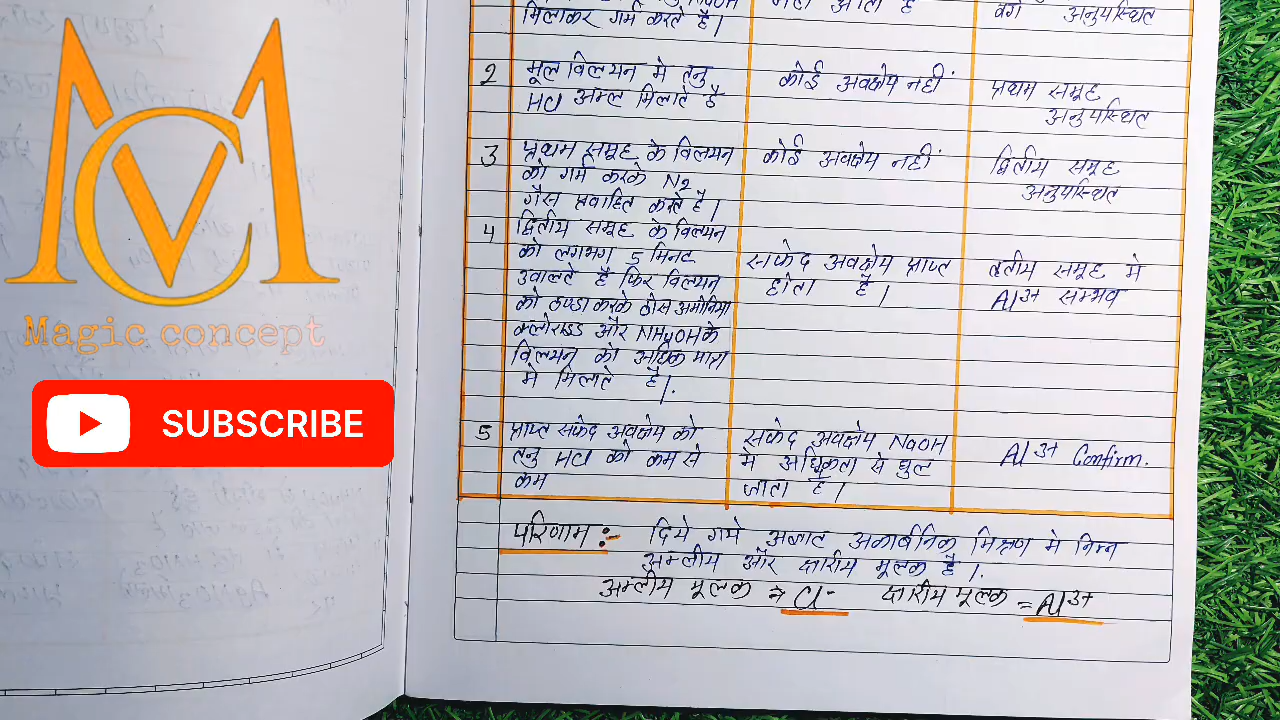 Magic concept
SUBSCRIBE
मिलाकर गर्म करते है।
वर्ग अनुपस्थित
2 मूल विलयन मे तनु कोई अवक्षेप नहीं प्रथम समूह
HCl अम्ल मिलाते है अनुपस्थित
3 प्रथम समूह के विलयन कोई अवक्षेप नहीं द्वितीय समूह
को गर्म करके N2 अनुपस्थित
गैस प्रवाहित करते है।
4 द्वितीय समूह के विलयन
को लगभग 5 मिनट सफेद अवक्षेप प्राप्त तृतीय समूह मे
उबालते है फिर विलयन होता है। Al3+ सम्भव
को ठण्डा करके ठोस अमोनिया
क्लोराइड और NH4OH के
विलयन को अधिक मात्रा
मे मिलाते है।
5 प्राप्त सफेद अवक्षेप को सफेद अवक्षेप NaOH Al3+ Confirm.
तनु HCl को कम से मे अधिकता से घुल
कम जाता है।
परिणाम :- दिये गये अज्ञात अकार्बनिक मिश्रण मे निम्न
अम्लीय और क्षारीय मूलक है।
अम्लीय मूलक = Cl- क्षारीय मूलक = Al3+